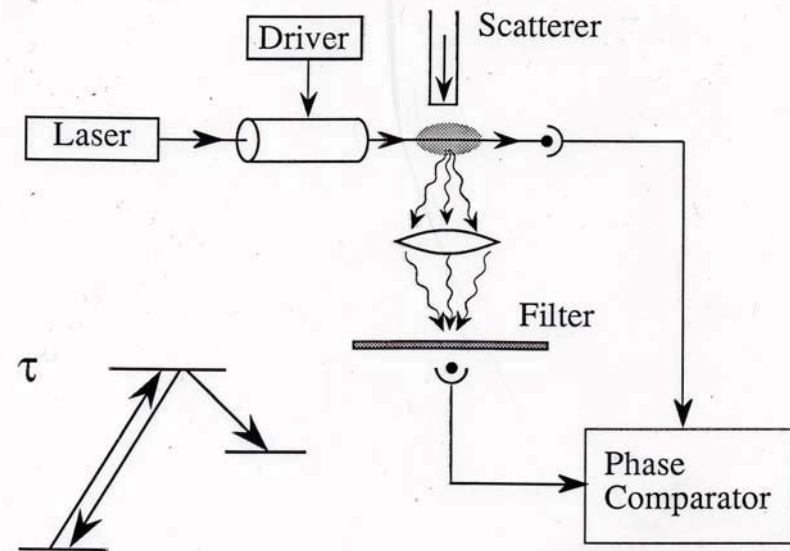 Driver
Scatterer
Laser
Filter
τ
Phase
Comparator